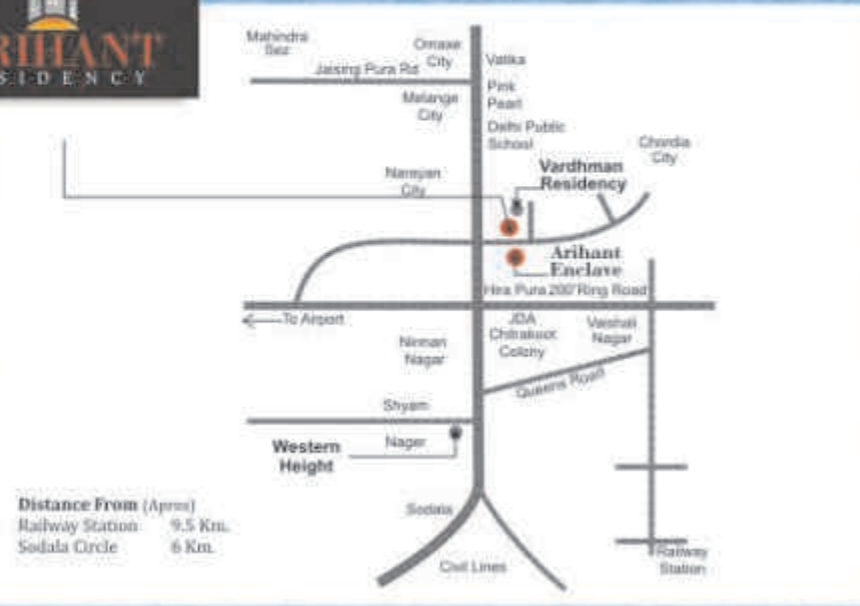 RIHANT
SIDENCY
Mahindra
Sez
Omaxe
City
Jaising Pura Rd
Vatika
Melange
City
Pink
Pearl
Delhi Public
School
Chordia
City
Narayan
City
Vardhman
Residency
Arihant
Enclave
Hira Pura 200'Ring Road
To Airport
JDA
Chitrakoot
Colony
Vaishali
Nagar
Nirman
Nagar
Queens Road
Shyam
Nager
Western
Height
Distance From (Aprox)
Railway Station 9.5 Km.
Sodala Circle 6 Km.
Sodala
Civil Lines
Railway
Station